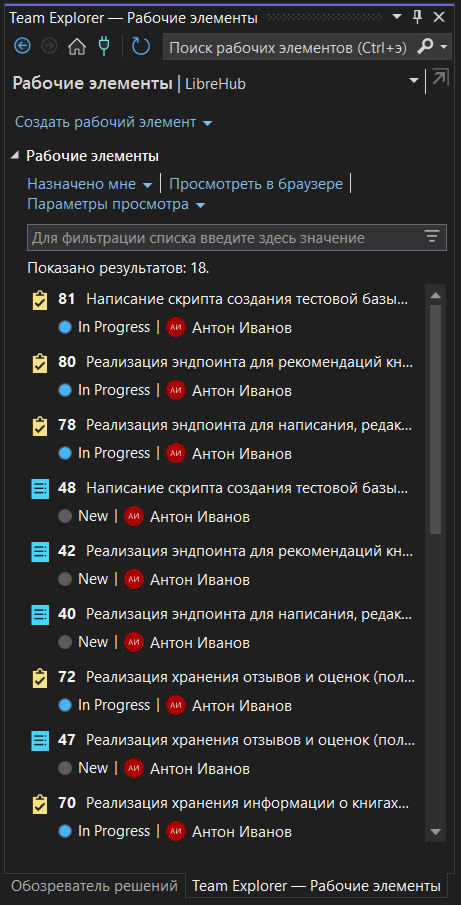 Team Explorer — Рабочие элементы
Поиск рабочих элементов (Ctrl+э)
Рабочие элементы | LibreHub
Создать рабочий элемент
Рабочие элементы
Назначено мне | Просмотреть в браузере |
Параметры просмотра
Для фильтрации списка введите здесь значение
Показано результатов: 18.
81 Написание скрипта создания тестовой базы...
In Progress | АИ Антон Иванов
80 Реализация эндпоинта для рекомендаций кн...
In Progress | АИ Антон Иванов
78 Реализация эндпоинта для написания, редак...
In Progress | АИ Антон Иванов
48 Написание скрипта создания тестовой базы...
New | АИ Антон Иванов
42 Реализация эндпоинта для рекомендаций кн...
New | АИ Антон Иванов
40 Реализация эндпоинта для написания, редак...
New | АИ Антон Иванов
72 Реализация хранения отзывов и оценок (пол...
In Progress | АИ Антон Иванов
47 Реализация хранения отзывов и оценок (пол...
New | АИ Антон Иванов
70 Реализация хранения информации о книгах...
In Progress | АИ Антон Иванов
Обозреватель решений Team Explorer — Рабочие элементы